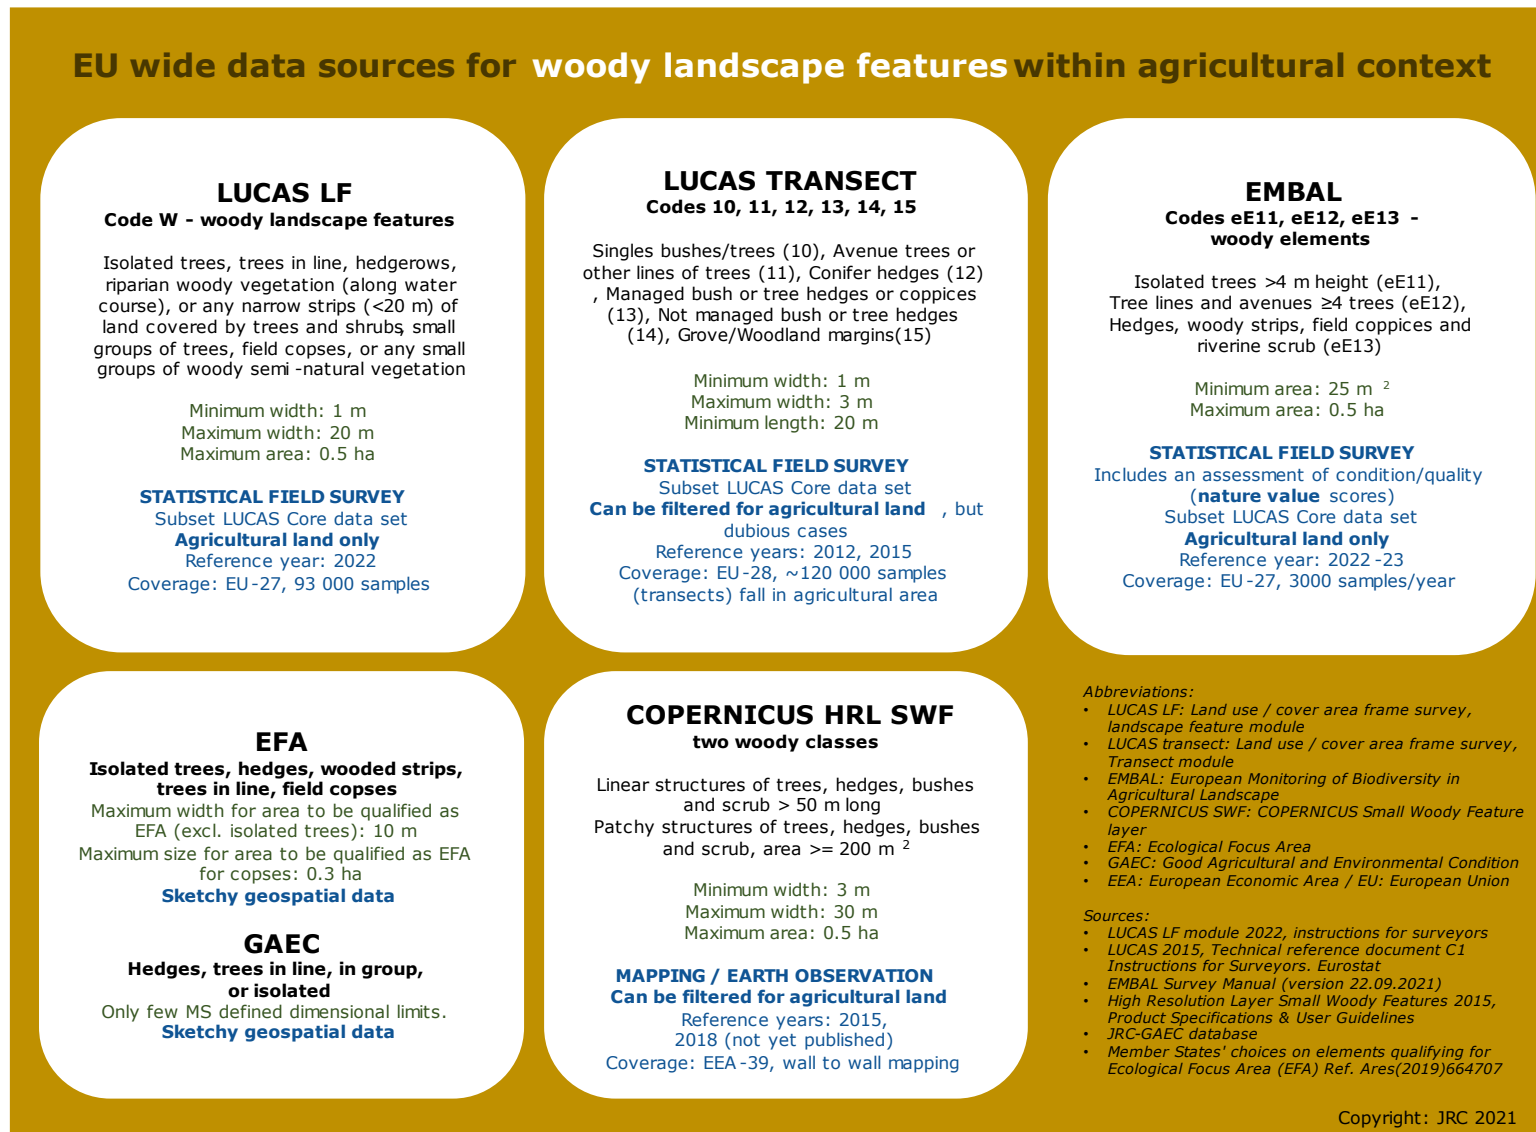 EU wide data sources for woody landscape features within agricultural context
LUCAS LF
Code W - woody landscape features
Isolated trees, trees in line, hedgerows,
riparian woody vegetation (along water
course), or any narrow strips (<20 m) of
land covered by trees and shrubs, small
groups of trees, field copses, or any small
groups of woody semi -natural vegetation
Minimum width: 1 m
Maximum width: 20 m
Maximum area: 0.5 ha
STATISTICAL FIELD SURVEY
Subset LUCAS Core data set
Agricultural land only
Reference year: 2022
Coverage: EU-27, 93 000 samples
LUCAS TRANSECT
Codes 10, 11, 12, 13, 14, 15
Singles bushes/trees (10), Avenue trees or
other lines of trees (11), Conifer hedges (12)
, Managed bush or tree hedges or coppices
(13), Not managed bush or tree hedges
(14), Grove/Woodland margins(15)
Minimum width: 1 m
Maximum width: 3 m
Minimum length: 20 m
STATISTICAL FIELD SURVEY
Subset LUCAS Core data set
Can be filtered for agricultural land , but
dubious cases
Reference years: 2012, 2015
Coverage: EU-28, ~120 000 samples
(transects) fall in agricultural area
EMBAL
Codes eE11, eE12, eE13 -
woody elements
Isolated trees >4 m height (eE11),
Tree lines and avenues ≥4 trees (eE12),
Hedges, woody strips, field coppices and
riverine scrub (eE13)
Minimum area: 25 m ²
Maximum area: 0.5 ha
STATISTICAL FIELD SURVEY
Includes an assessment of condition/quality
(nature value scores)
Subset LUCAS Core data set
Agricultural land only
Reference year: 2022-23
Coverage: EU-27, 3000 samples/year
EFA
Isolated trees, hedges, wooded strips,
trees in line, field copses
Maximum width for area to be qualified as
EFA (excl. isolated trees): 10 m
Maximum size for area to be qualified as EFA
for copses: 0.3 ha
Sketchy geospatial data
GAEC
Hedges, trees in line, in group,
or isolated
Only few MS defined dimensional limits.
Sketchy geospatial data
COPERNICUS HRL SWF
two woody classes
Linear structures of trees, hedges, bushes
and scrub > 50 m long
Patchy structures of trees, hedges, bushes
and scrub, area >= 200 m ²
Minimum width: 3 m
Maximum width: 30 m
Maximum area: 0.5 ha
MAPPING / EARTH OBSERVATION
Can be filtered for agricultural land
Reference years: 2015,
2018 (not yet published)
Coverage: EEA-39, wall to wall mapping
Abbreviations:
• LUCAS LF: Land use / cover area frame survey,
landscape feature module
• LUCAS transect: Land use / cover area frame survey,
Transect module
• EMBAL: European Monitoring of Biodiversity in
Agricultural Landscape
• COPERNICUS SWF: COPERNICUS Small Woody Feature
layer
• EFA: Ecological Focus Area
• GAEC: Good Agricultural and Environmental Condition
• EEA: European Economic Area / EU: European Union
Sources:
• LUCAS LF module 2022, instructions for surveyors
• LUCAS 2015, Technical reference document C1
Instructions for Surveyors. Eurostat
• EMBAL Survey Manual (version 22.09.2021)
• High Resolution Layer Small Woody Features 2015,
Product Specifications & User Guidelines
• JRC-GAEC database
• Member States' choices on elements qualifying for
Ecological Focus Area (EFA) Ref. Ares(2019)664707
Copyright: JRC 2021